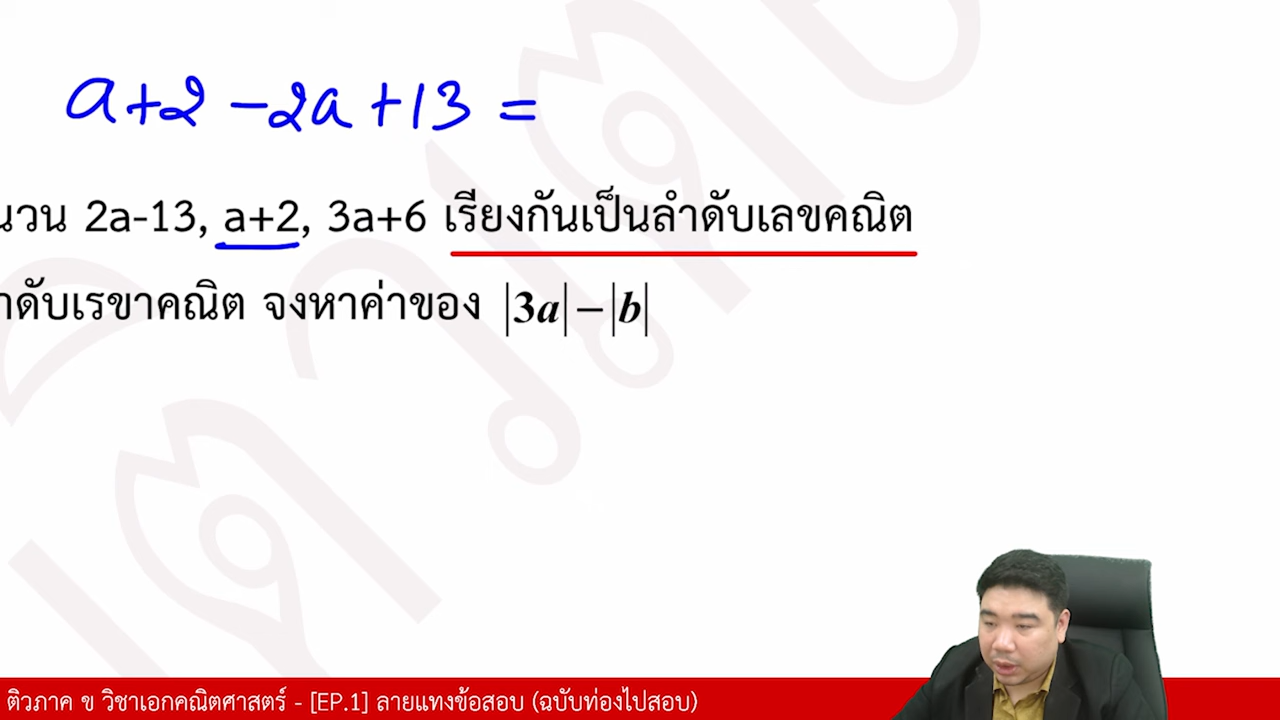 a+2 -2a +13 =
นวน 2a-13, a+2, 3a+6 เรียงกันเป็นลำดับเลขคณิต
าดับเรขาคณิต จงหาค่าของ |3a|-|b|
ติวภาค ข วิชาเอกคณิตศาสตร์ - [EP.1] ลายแทงข้อสอบ (ฉบับท่องไปสอบ)